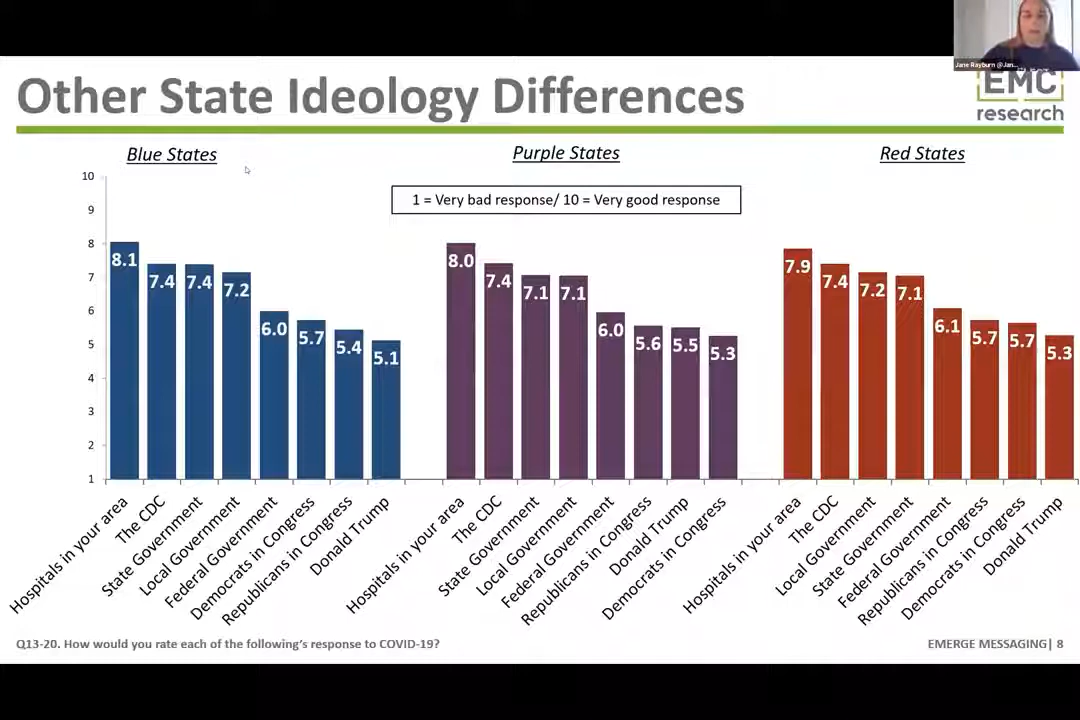 Jane Rayburn @Jan...
Other State Ideology Differences
EMC
research
Blue States
Purple States
Red States
1 = Very bad response/ 10 = Very good response
10
9
8
7
6
5
4
3
2
1
8.1
7.4
7.4
7.2
6.0
5.7
5.4
5.1
8.0
7.4
7.1
7.1
6.0
5.6
5.5
5.3
7.9
7.4
7.2
7.1
6.1
5.7
5.7
5.3
Hospitals in your area
The CDC
State Government
Local Government
Federal Government
Democrats in Congress
Republicans in Congress
Donald Trump
Hospitals in your area
The CDC
State Government
Local Government
Federal Government
Republicans in Congress
Donald Trump
Democrats in Congress
Hospitals in your area
The CDC
Local Government
State Government
Federal Government
Republicans in Congress
Democrats in Congress
Donald Trump
Q13-20. How would you rate each of the following's response to COVID-19?
EMERGE MESSAGING| 8